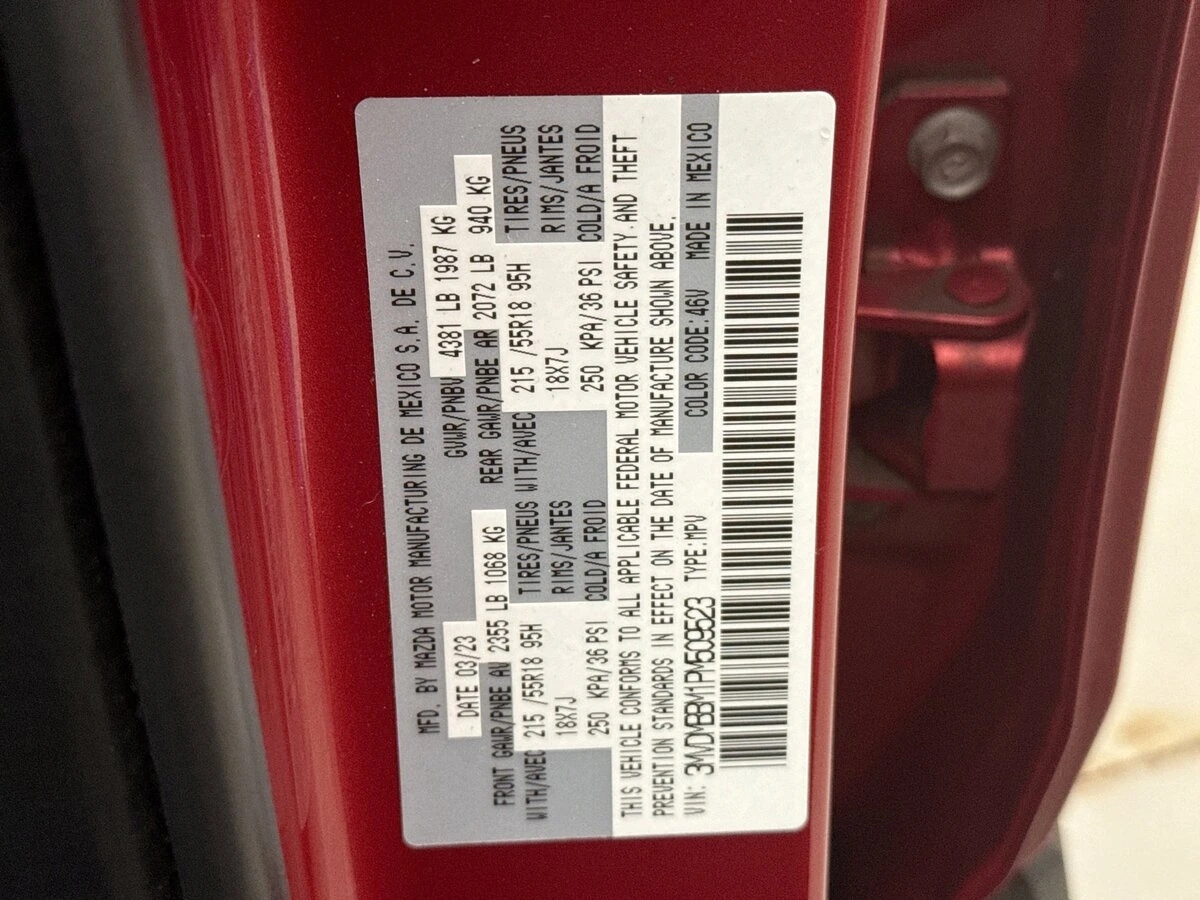 MFD. BY MAZDA MOTOR MANUFACTURING DE MEXICO S.A. DE C.V.
DATE 03/23 GVWR/PNBV 4381 LB 1987 KG
FRONT GAWR/PNBE AV 2355 LB 1068 KG REAR GAWR/PNBE AR 2072 LB 940 KG
WITH/AVEC 215 /55R18 95H TIRES/PNEUS WITH/AVEC 215 /55R18 95H TIRES/PNEUS
18X7J RIMS/JANTES 18X7J RIMS/JANTES
250 KPA/36 PSI COLD/A FROID 250 KPA/36 PSI COLD/A FROID
THIS VEHICLE CONFORMS TO ALL APPLICABLE FEDERAL MOTOR VEHICLE SAFETY AND THEFT
PREVENTION STANDARDS IN EFFECT ON THE DATE OF MANUFACTURE SHOWN ABOVE.
VIN: 3MVDMBBM1PM509523 TYPE:MPV COLOR CODE:46V MADE IN MEXICO